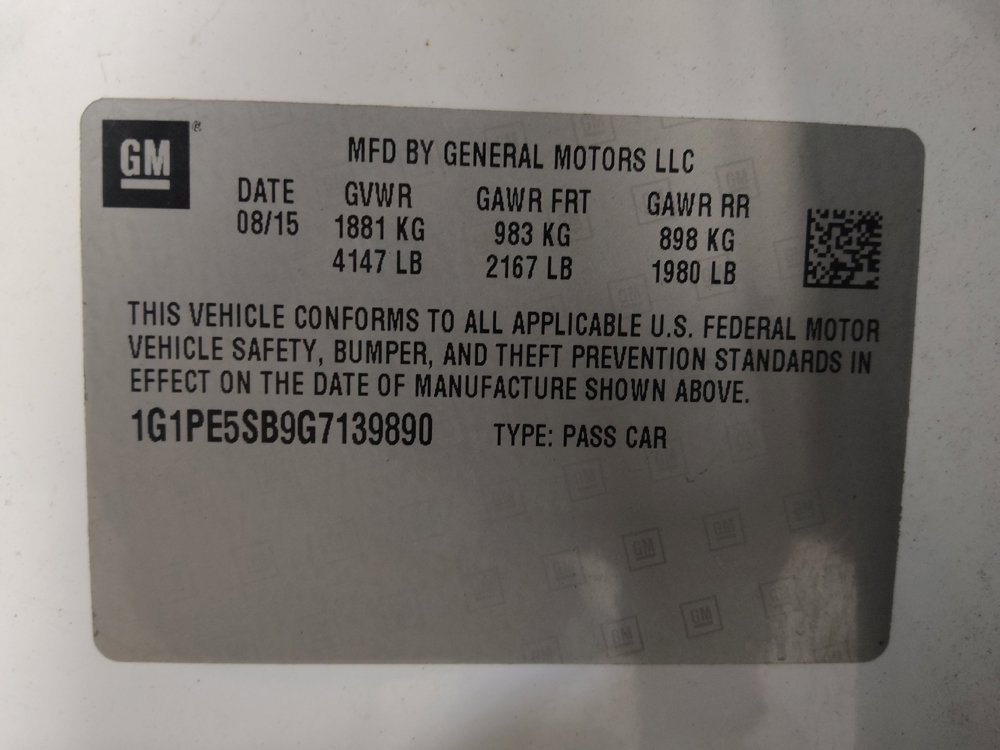 GM®
MFD BY GENERAL MOTORS LLC
DATE GVWR GAWR FRT GAWR RR
08/15 1881 KG 983 KG 898 KG
4147 LB 2167 LB 1980 LB
THIS VEHICLE CONFORMS TO ALL APPLICABLE U.S. FEDERAL MOTOR
VEHICLE SAFETY, BUMPER, AND THEFT PREVENTION STANDARDS IN
EFFECT ON THE DATE OF MANUFACTURE SHOWN ABOVE.
1G1PE5SB9G7139890 TYPE: PASS CAR